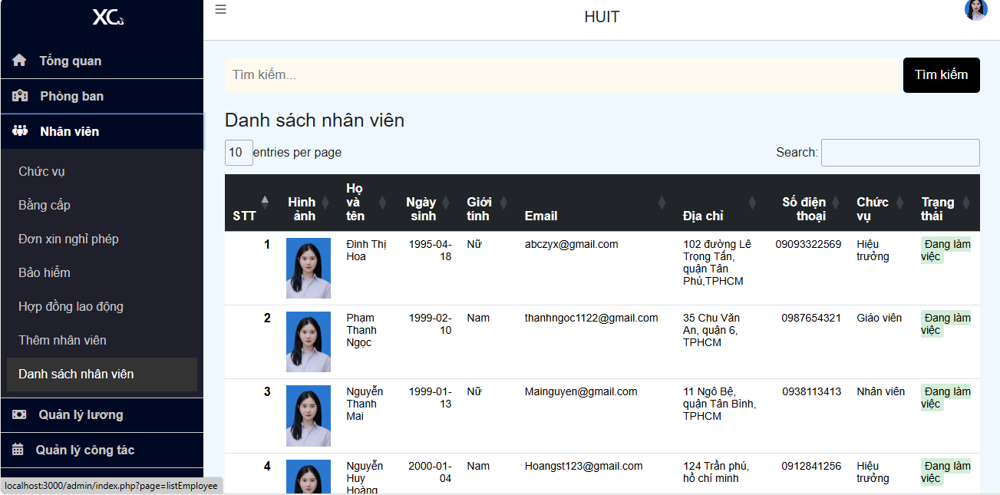 XC
HUIT
Tổng quan
Phòng ban
Nhân viên
Chức vụ
Bằng cấp
Đơn xin nghỉ phép
Bảo hiểm
Hợp đồng lao động
Thêm nhân viên
Danh sách nhân viên
Quản lý lương
Quản lý công tác
localhost:3000/admin/index.php?page=listEmployee
Tìm kiếm...
Tìm kiếm
Danh sách nhân viên
10 entries per page
Search:
STT
Hình
ảnh
Họ
và
tên
Ngày
sinh
Giới
tính
Email
Địa chỉ
Số điện
thoại
Chức
vụ
Trạng
thái
1
Đinh Thị
Hoa
1995-04-
18
Nữ
abczyx@gmail.com
102 đường Lê
Trọng Tấn,
quận Tân
Phú,TPHCM
09093322569
Hiệu
trưởng
Đang làm
việc
2
Phạm
Thanh
Ngọc
1999-02-
10
Nam
thanhngoc1122@gmail.com
35 Chu Văn
An, quận 6,
TPHCM
0987654321
Giáo viên
Đang làm
việc
3
Nguyễn
Thanh
Mai
1999-01-
13
Nữ
Mainguyen@gmail.com
11 Ngô Bệ,
quận Tân Bình,
TPHCM
0938113413
Nhân viên
Đang làm
việc
4
Nguyễn
Huy
Hoàng
2000-01-
04
Nam
Hoangst123@gmail.com
124 Trần phú,
hồ chí minh
0912841256
Hiệu
trưởng
Đang làm
việc